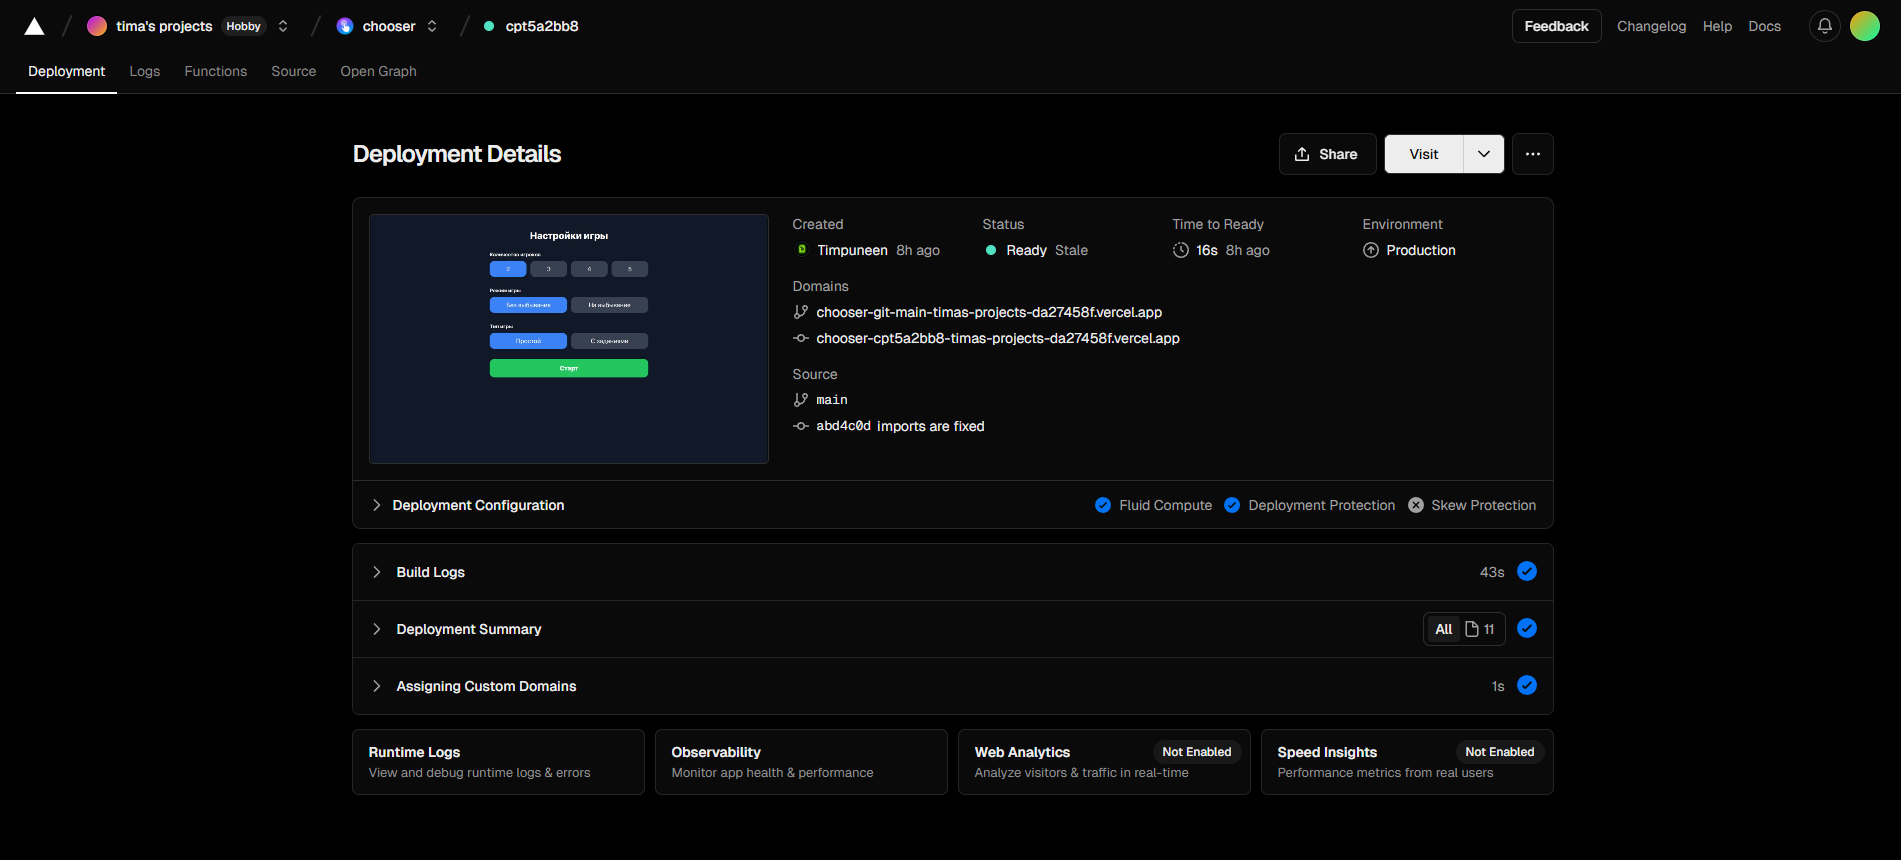 tima's projects Hobby chooser cpt5a2bb8 Feedback Changelog Help Docs
Deployment Logs Functions Source Open Graph
Deployment Details Share Visit
Настройки игры
Количество игроков
2 3 4 5
Режим игры
Без выбывания На выбывание
Тип игры
Простой С заданиями
Старт
Created Status Time to Ready Environment
Timpuneen 8h ago Ready Stale 16s 8h ago Production
Domains
chooser-git-main-timas-projects-da27458f.vercel.app
chooser-cpt5a2bb8-timas-projects-da27458f.vercel.app
Source
main
abd4c0d imports are fixed
Deployment Configuration Fluid Compute Deployment Protection Skew Protection
Build Logs 43s
Deployment Summary All 11
Assigning Custom Domains 1s
Runtime Logs
View and debug runtime logs & errors
Observability
Monitor app health & performance
Web Analytics Not Enabled
Analyze visitors & traffic in real-time
Speed Insights Not Enabled
Performance metrics from real users